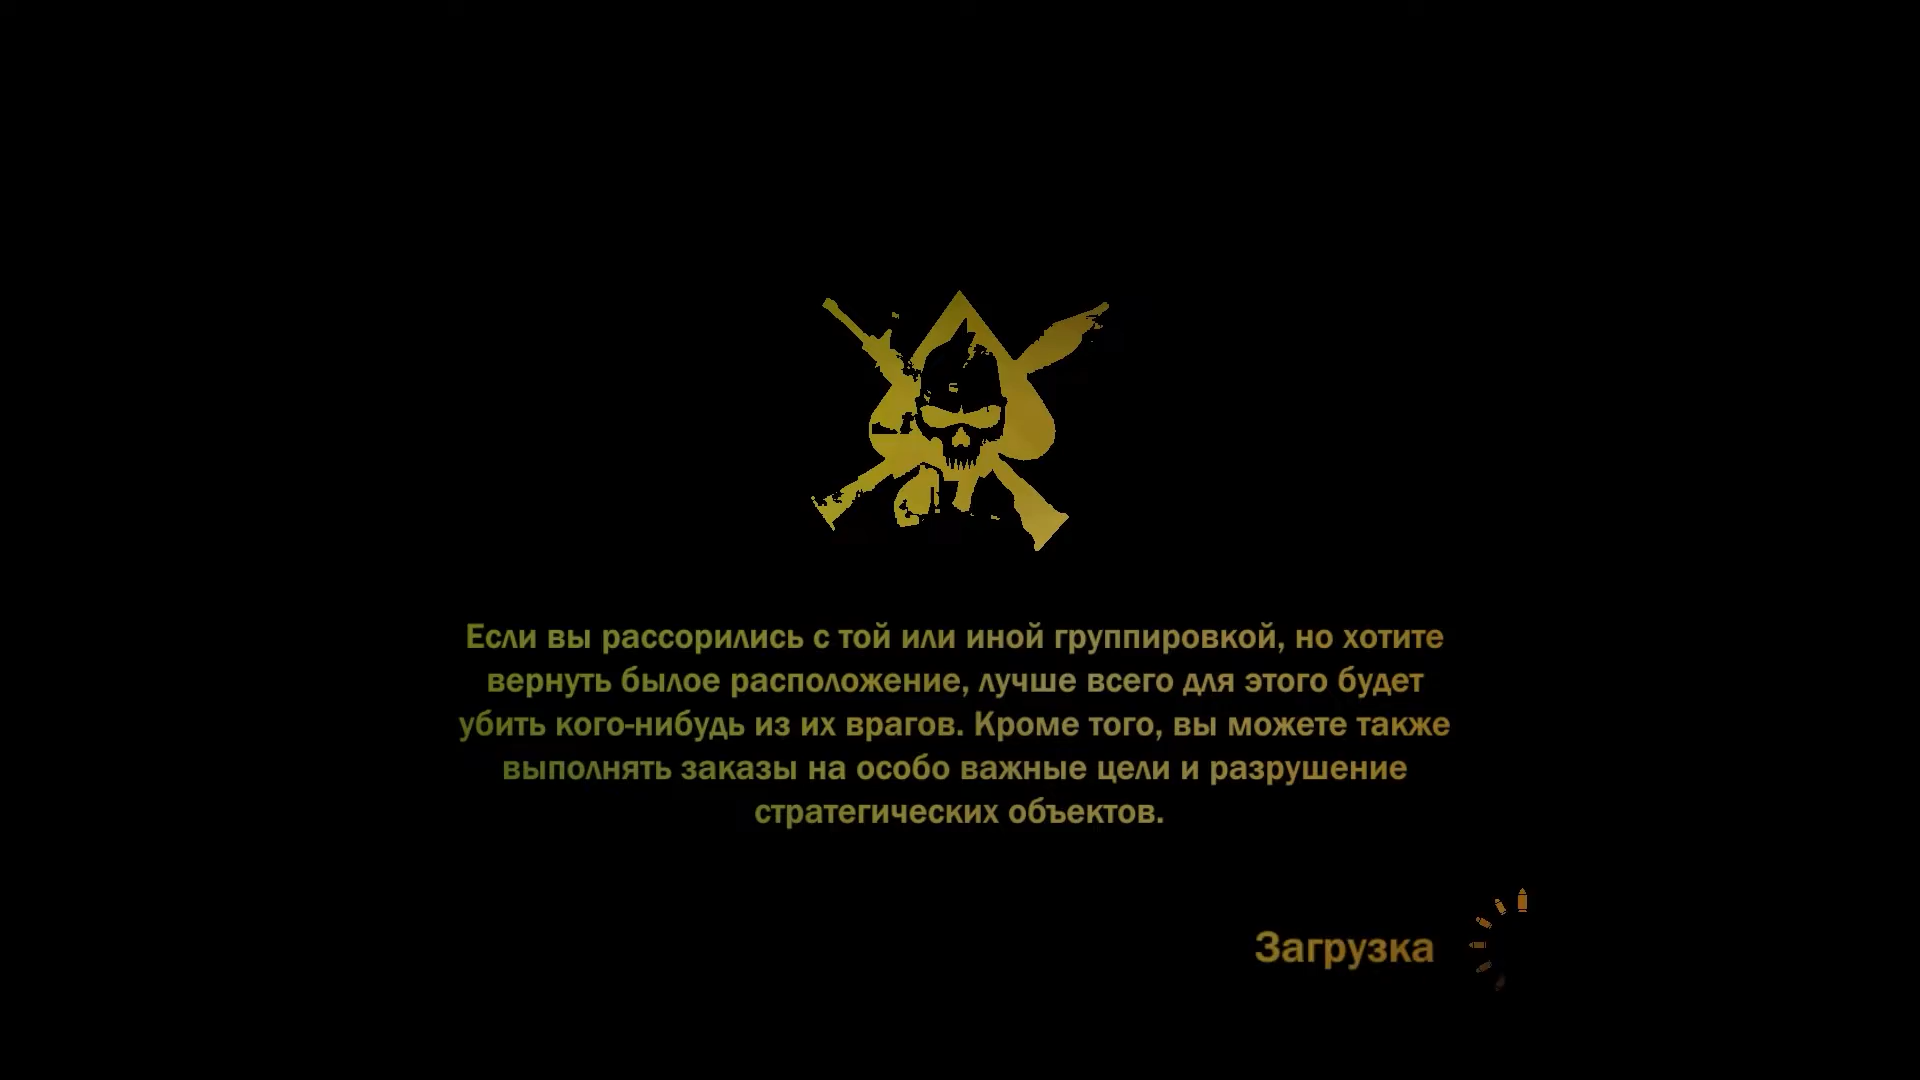 Если вы рассорились с той или иной группировкой, но хотите
вернуть былое расположение, лучше всего для этого будет
убить кого-нибудь из их врагов. Кроме того, вы можете также
выполнять заказы на особо важные цели и разрушение
стратегических объектов.
Загрузка